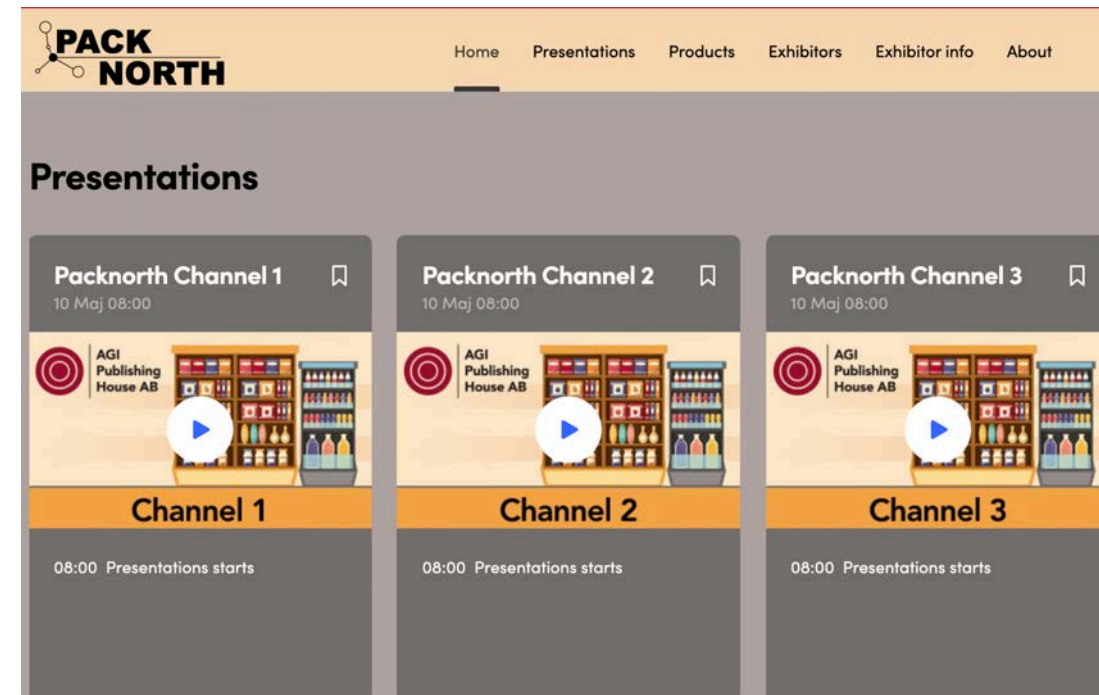 PACK
NORTH
Home Presentations Products Exhibitors Exhibitor info About
Presentations
Packnorth Channel 1
10 Maj 08:00
AGI
Publishing
House AB
Channel 1
08:00 Presentations starts
Packnorth Channel 2
10 Maj 08:00
AGI
Publishing
House AB
Channel 2
08:00 Presentations starts
Packnorth Channel 3
10 Maj 08:00
AGI
Publishing
House AB
Channel 3
08:00 Presentations starts